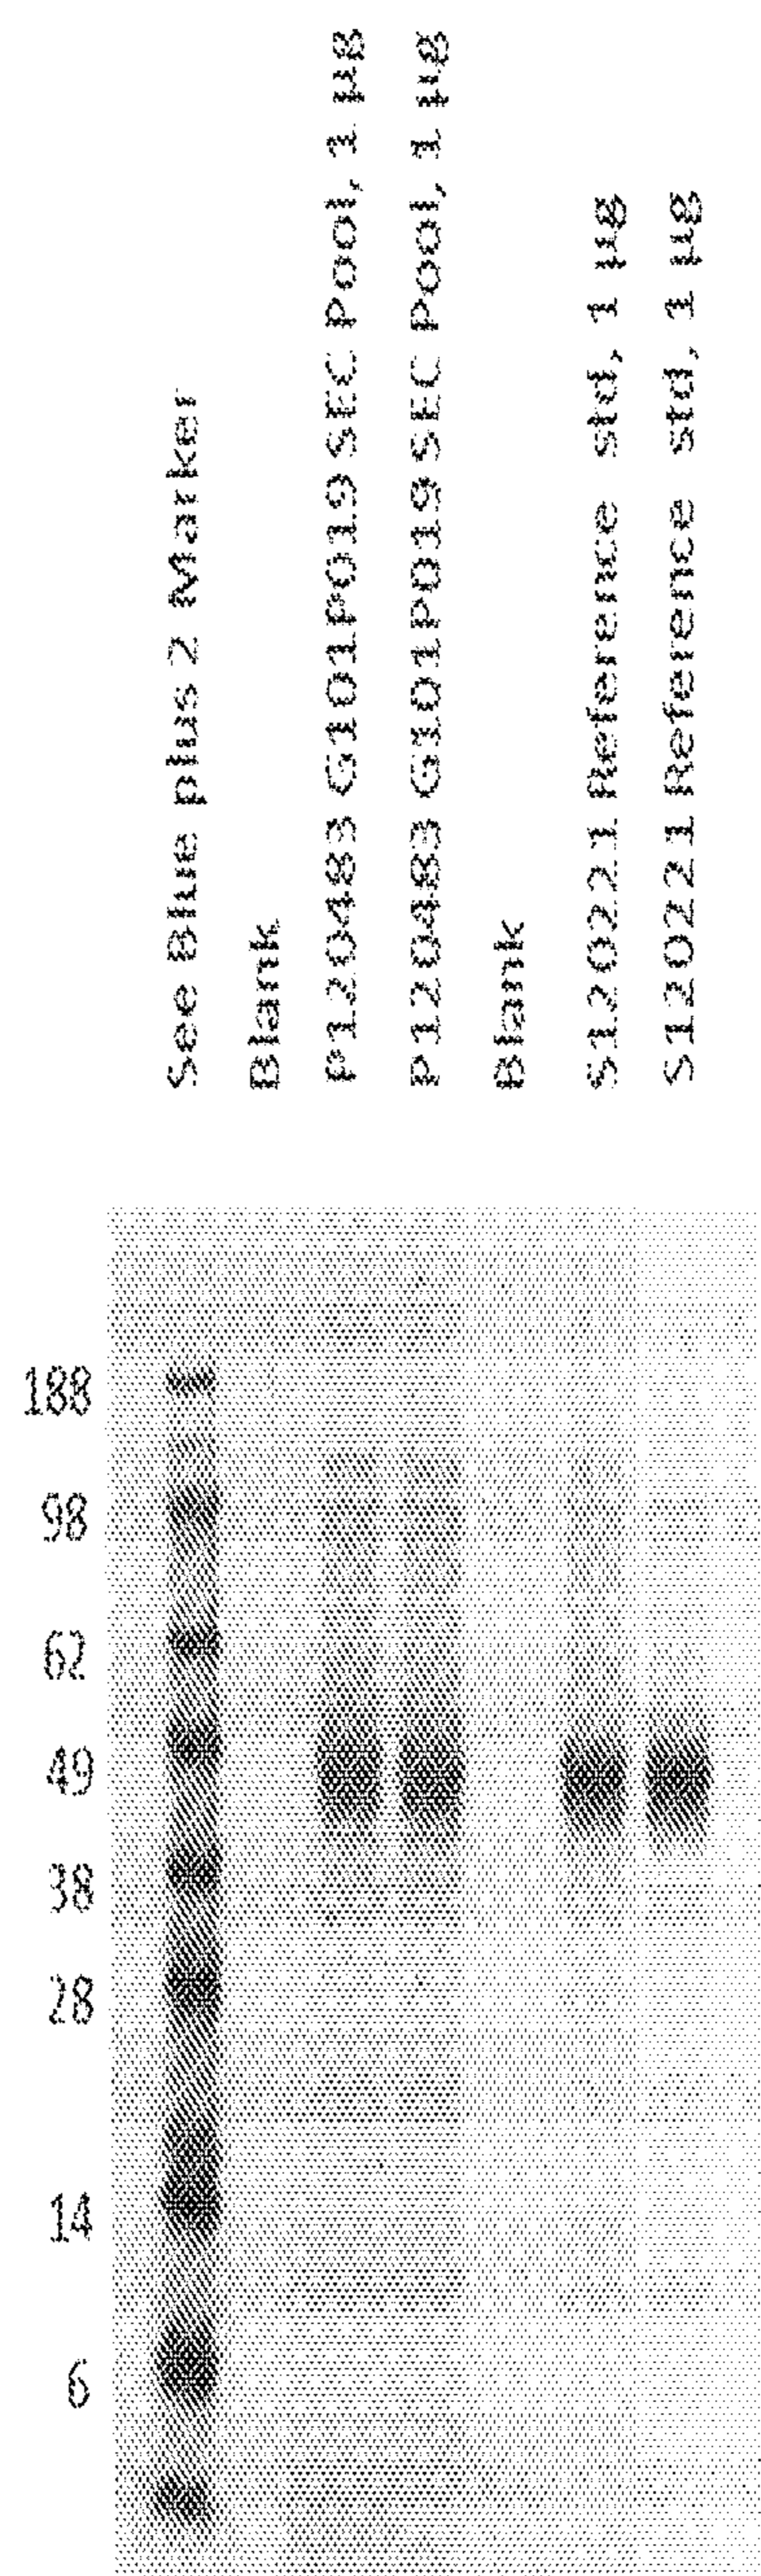 See Blue plus 2 Marker
Blank
P120483 G101P019 SEC Pool, 1 µg
P120483 G101P019 SEC Pool, 1 µg
Blank
S120221 Reference std, 1 µg
S120221 Reference std, 1 µg
188
98
62
49
38
28
14
6